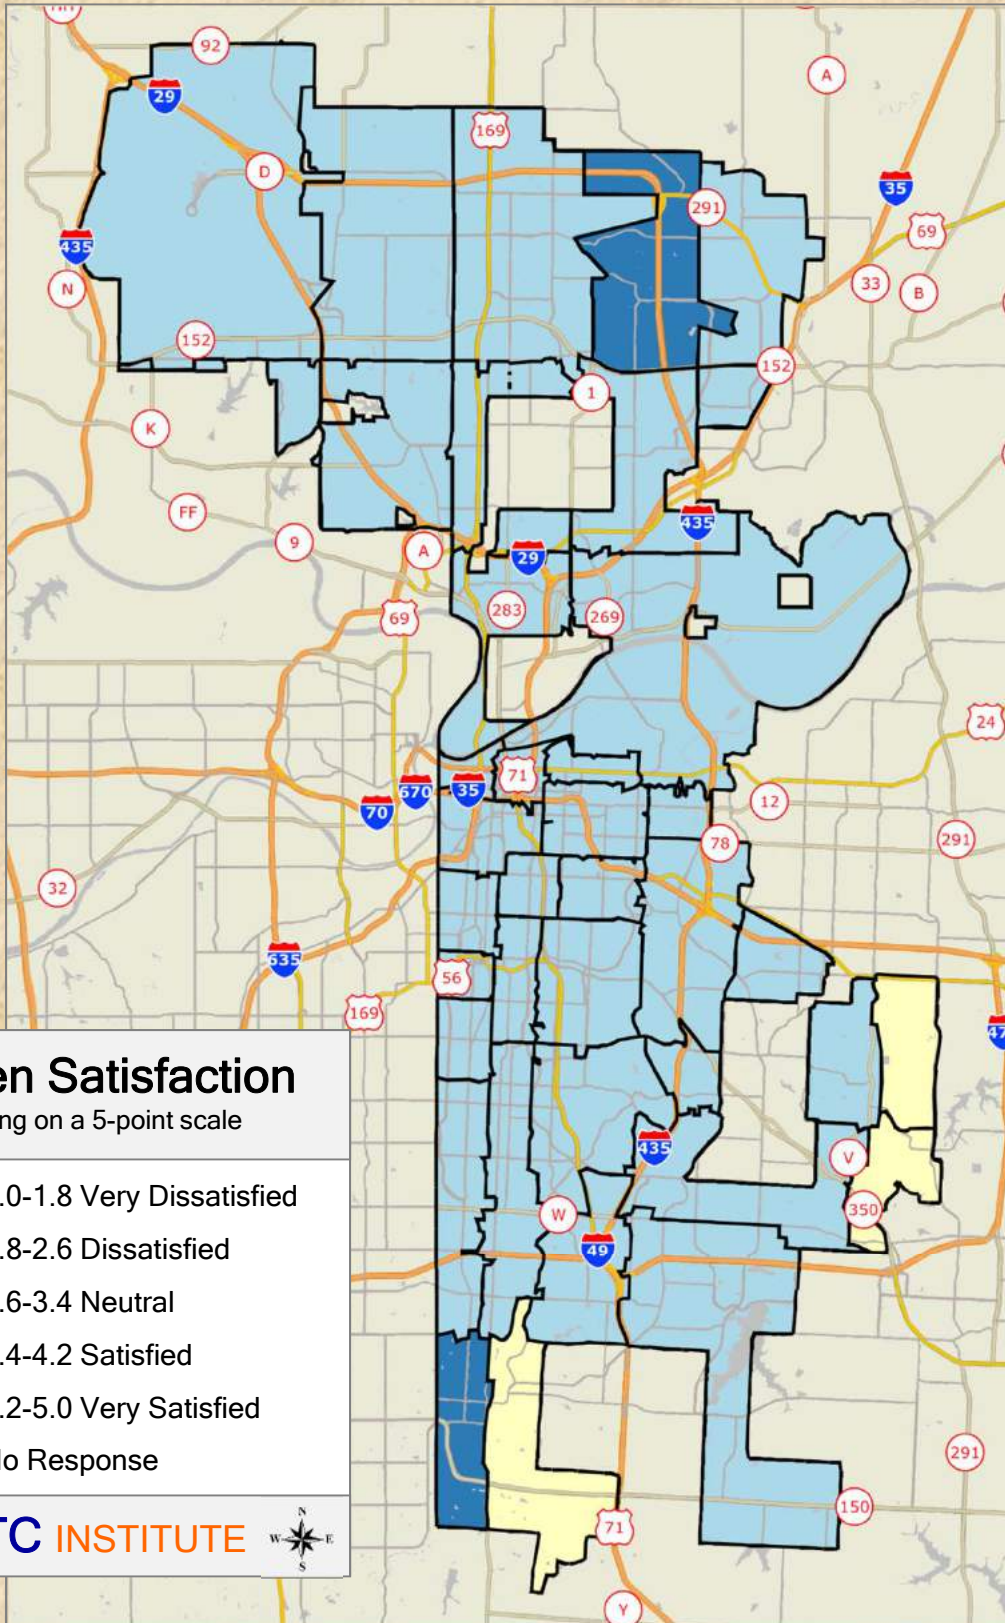 92
29
169
A
D
35
291
69
435
N
33
B
152
152
1
K
FF
9
435
A
29
283
269
69
24
71
670
35
70
12
78
291
32
635
56
169
47
en Satisfaction
ng on a 5-point scale
435
V
.0-1.8 Very Dissatisfied
350
W
.8-2.6 Dissatisfied
49
.6-3.4 Neutral
.4-4.2 Satisfied
.2-5.0 Very Satisfied
o Response
291
150
TC INSTITUTE
N
W E
S
71
Y